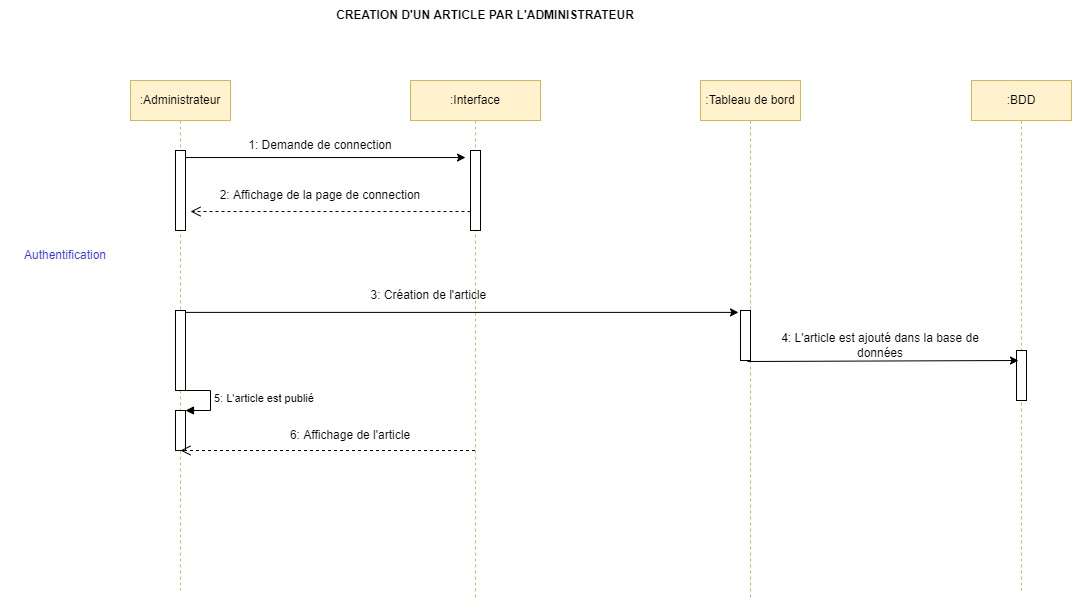 CREATION D'UN ARTICLE PAR L'ADMINISTRATEUR
:Administrateur
:Interface
:Tableau de bord
:BDD
1: Demande de connection
2: Affichage de la page de connection
Authentification
3: Création de l'article
4: L'article est ajouté dans la base de
données
5: L'article est publié
6: Affichage de l'article